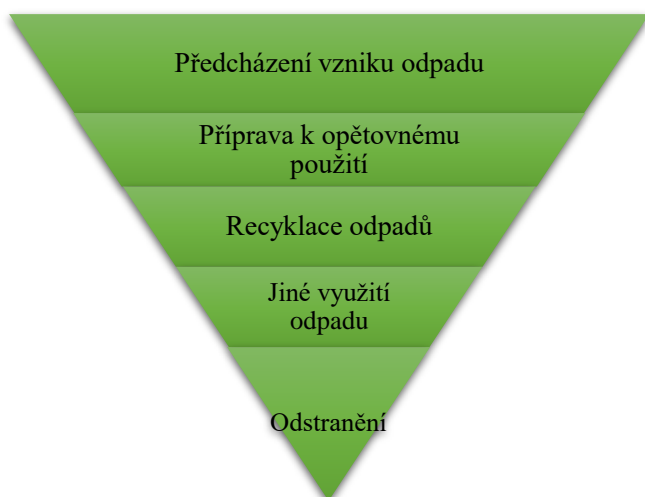 Předcházení vzniku odpadu
Příprava k opětovnému
použití
Recyklace odpadů
Jiné využití
odpadu
Odstranění